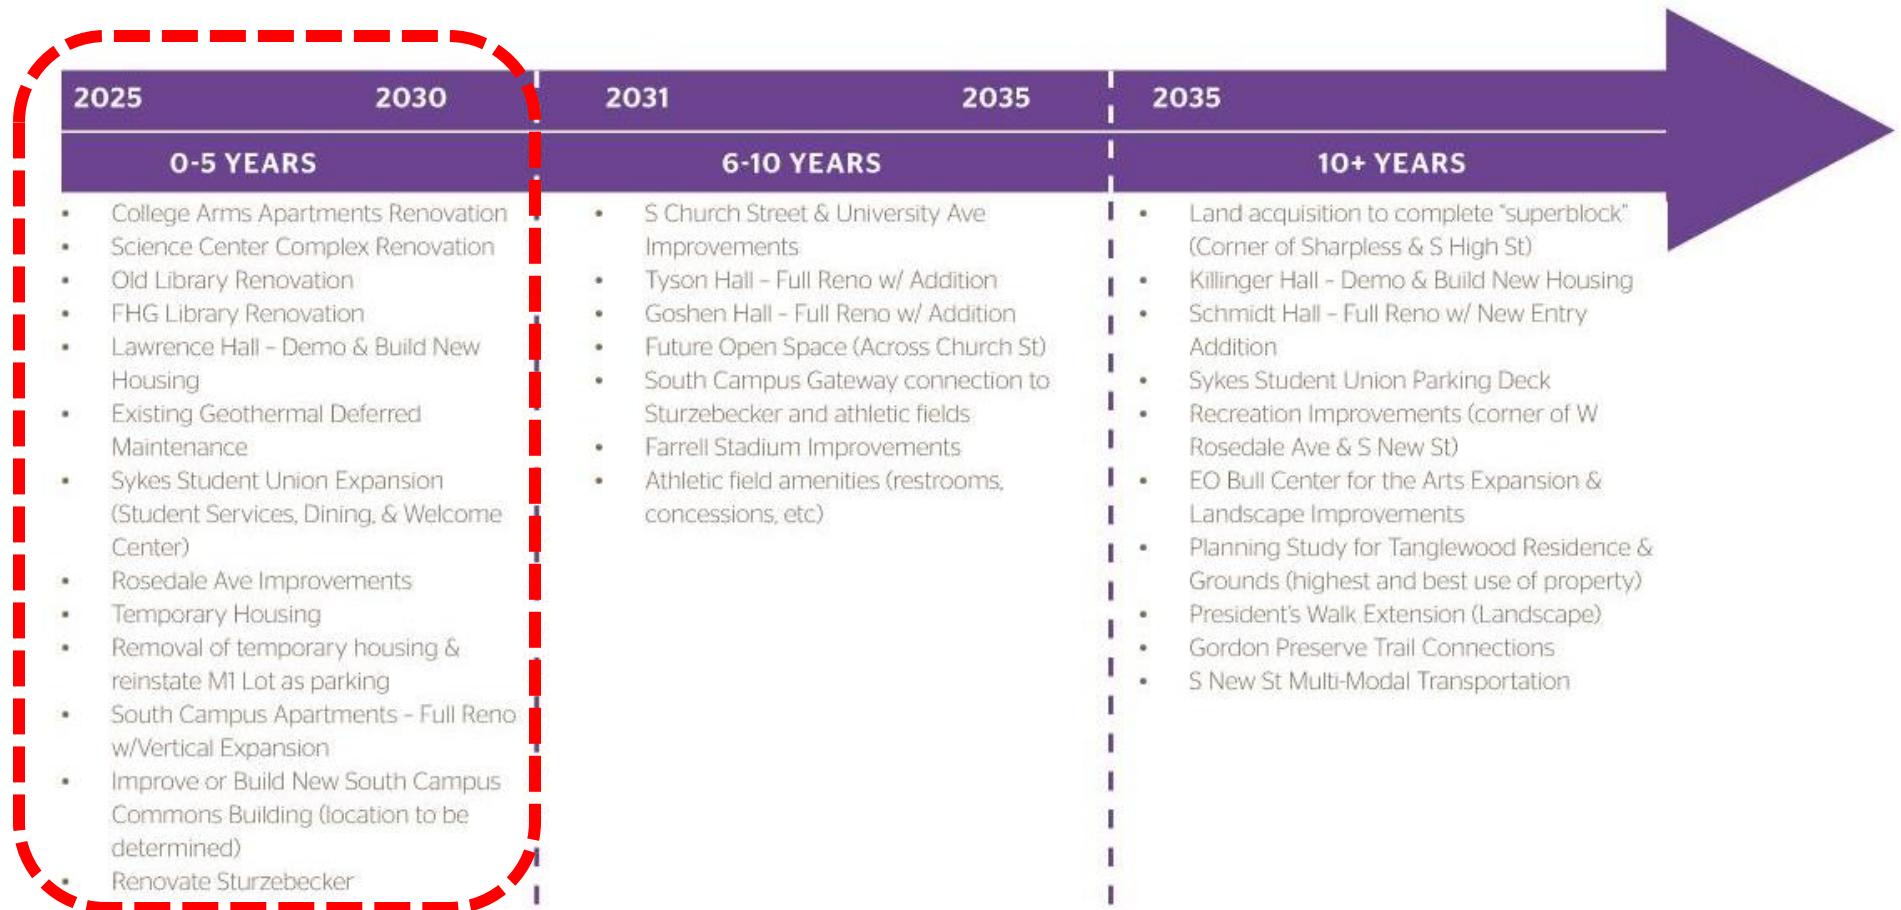 2025 2030
0-5 YEARS
• College Arms Apartments Renovation
• Science Center Complex Renovation
• Old Library Renovation
• FHG Library Renovation
• Lawrence Hall – Demo & Build New
Housing
• Existing Geothermal Deferred
Maintenance
• Sykes Student Union Expansion
(Student Services, Dining, & Welcome
Center)
• Rosedale Ave Improvements
• Temporary Housing
• Removal of temporary housing &
reinstate M1 Lot as parking
• South Campus Apartments – Full Reno
w/Vertical Expansion
• Improve or Build New South Campus
Commons Building (location to be
determined)
• Renovate Sturzebecker
2031 2035
6-10 YEARS
• S Church Street & University Ave
Improvements
• Tyson Hall – Full Reno w/ Addition
• Goshen Hall – Full Reno w/ Addition
• Future Open Space (Across Church St)
• South Campus Gateway connection to
Sturzebecker and athletic fields
• Farrell Stadium Improvements
• Athletic field amenities (restrooms,
concessions, etc)
2035
10+ YEARS
• Land acquisition to complete "superblock"
(Corner of Sharpless & S High St)
• Killinger Hall – Demo & Build New Housing
• Schmidt Hall – Full Reno w/ New Entry
Addition
• Sykes Student Union Parking Deck
• Recreation Improvements (corner of W
Rosedale Ave & S New St)
• EO Bull Center for the Arts Expansion &
Landscape Improvements
• Planning Study for Tanglewood Residence &
Grounds (highest and best use of property)
• President's Walk Extension (Landscape)
• Gordon Preserve Trail Connections
• S New St Multi-Modal Transportation